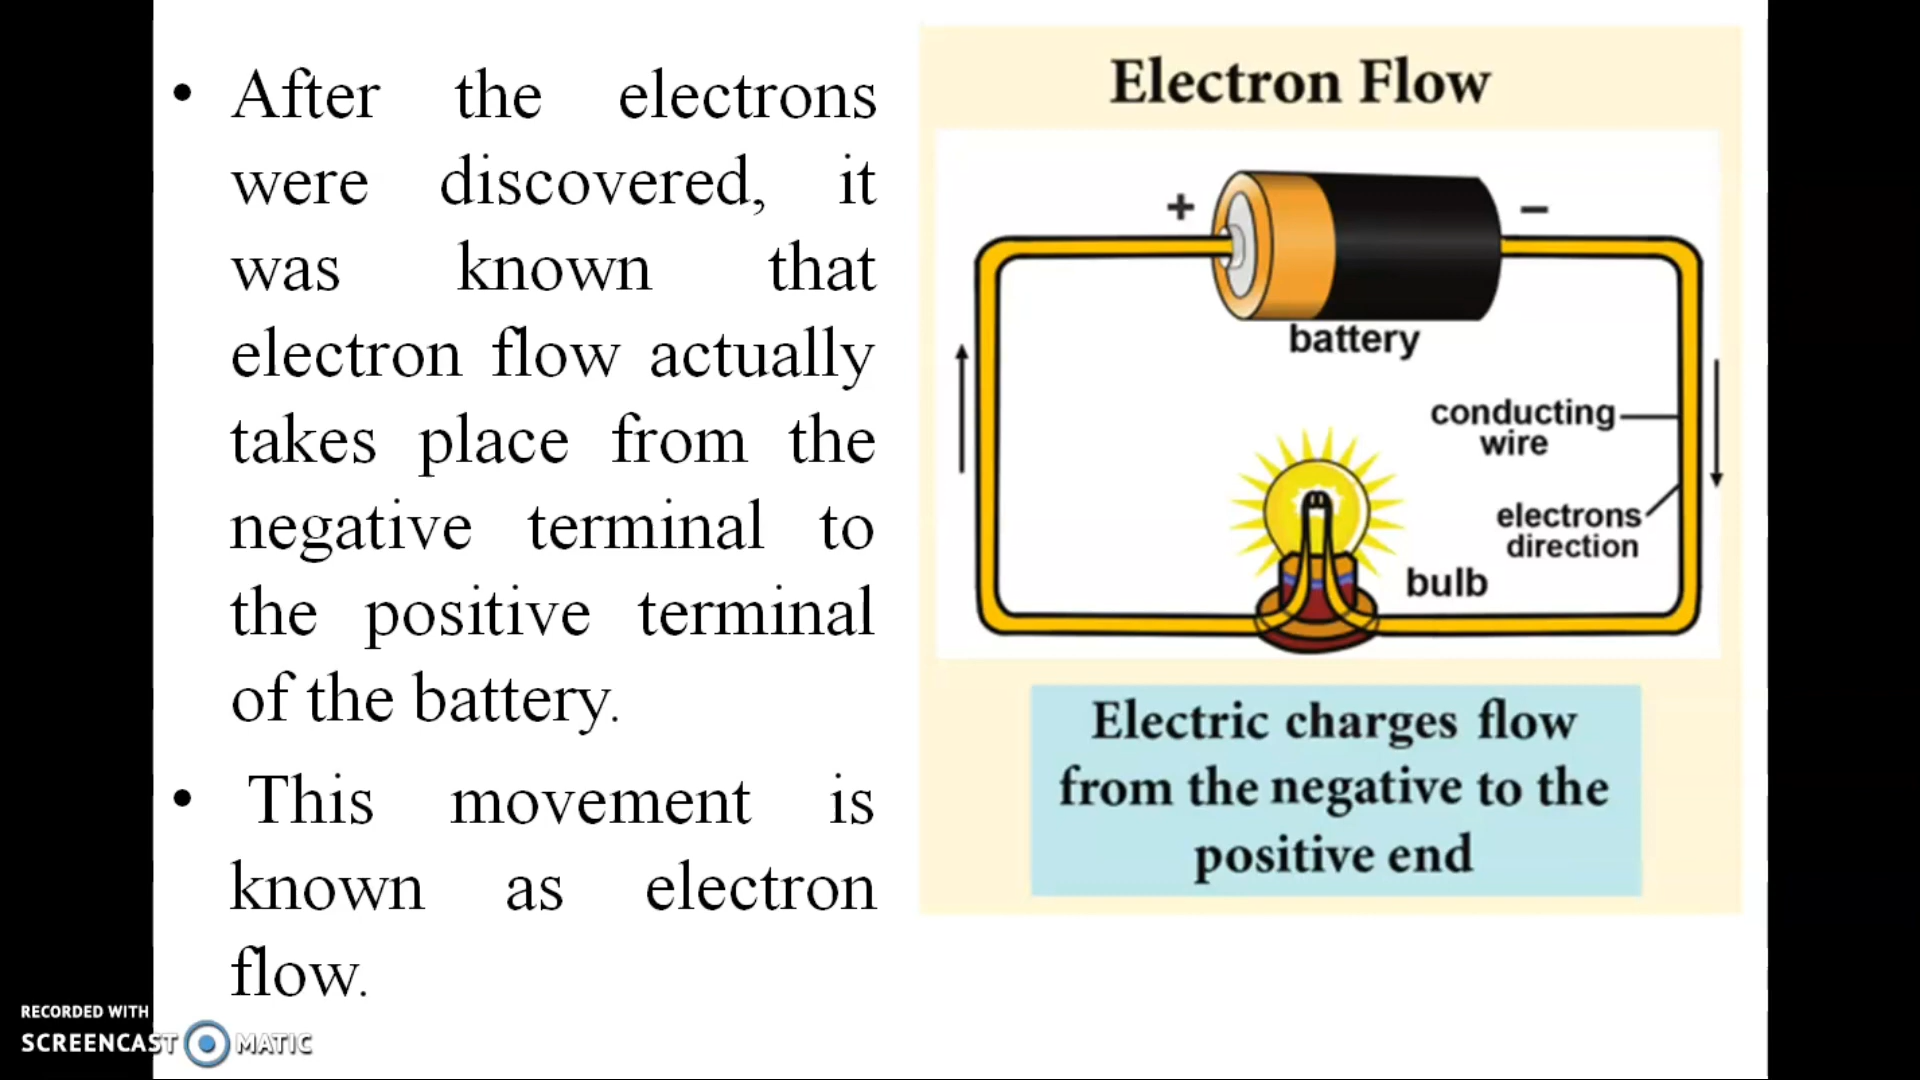 • After the electrons
were discovered, it
was known that
electron flow actually
takes place from the
negative terminal to
the positive terminal
of the battery.
• This movement is
known as electron
flow.
Electron Flow
+ −
battery
conducting
wire
electrons
direction
bulb
Electric charges flow
from the negative to the
positive end
RECORDED WITH
SCREENCAST MATIC